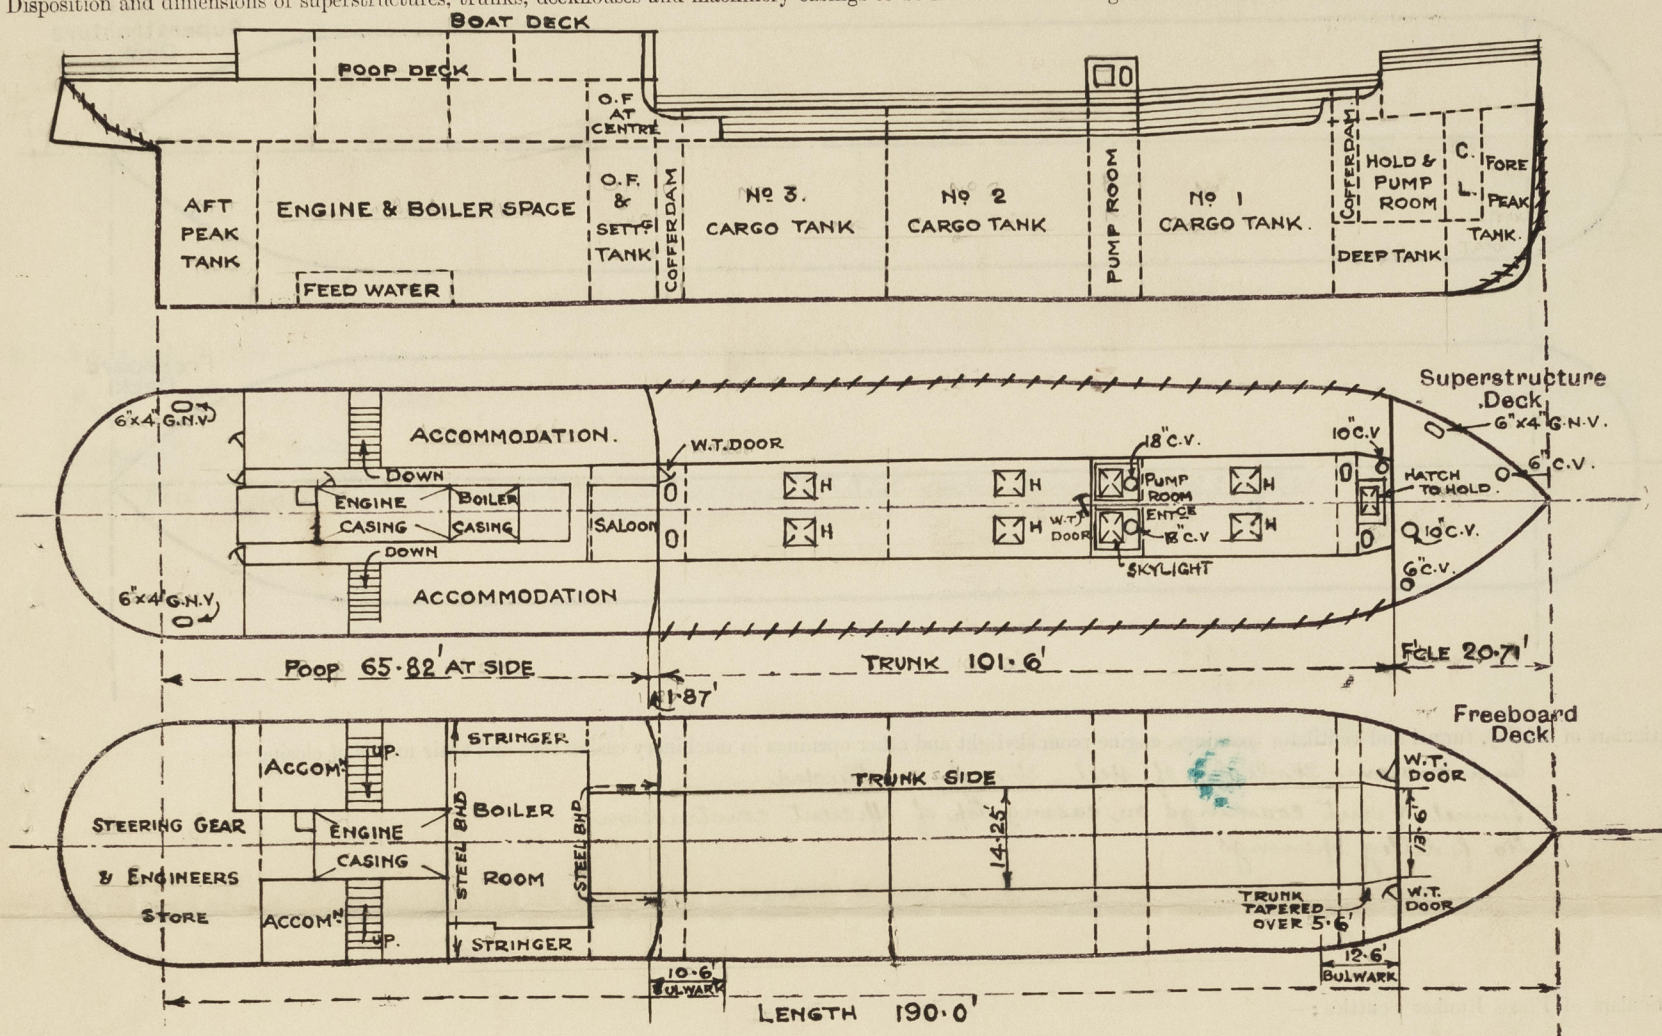 Disposition and dimensions of superstructures, trunks, deckhouses and machinery casings
BOAT DECK
POOP DECK
O.F
AT
CENTRE
AFT
PEAK
TANK
ENGINE & BOILER SPACE
FEED WATER
O.F.
&
SETTG
TANK
COFFERDAM
No 3.
CARGO TANK
No 2
CARGO TANK
PUMP ROOM
No 1
CARGO TANK.
COFFERDAM.
HOLD &
PUMP
ROOM
C.
L.
FORE
PEAK
TANK.
DEEP TANK
Superstructure
Deck
6"x4" G.N.V.
6" C.V.
HATCH
TO HOLD.
10" C.V.
10" C.V.
6" C.V.
6"x4" G.N.V.
ACCOMMODATION.
W.T. DOOR
DOWN
ENGINE
CASING
BOILER
CASING
SALOON
DOWN
6"x4" G.N.V.
ACCOMMODATION
H
H
H
H
H
H
18" C.V.
PUMP
ROOM
ENTCE
W.T.
DOOR
18" C.V
SKYLIGHT
POOP 65.82' AT SIDE
TRUNK 101.6'
F'CLE 20.71'
1.87'
Freeboard
Deck
STRINGER
ACCOMN
UP.
STEERING GEAR
& ENGINEERS
STORE
ENGINE
CASING
STEEL BHD
BOILER
ROOM
STEEL BHD
ACCOMN
UP.
STRINGER
TRUNK SIDE
14.25'
W.T.
DOOR
13.6'
W.T.
DOOR
TRUNK
TAPERED
OVER 5.6'
10.6'
BULWARK
12.6'
BULWARK
LENGTH 190.0'